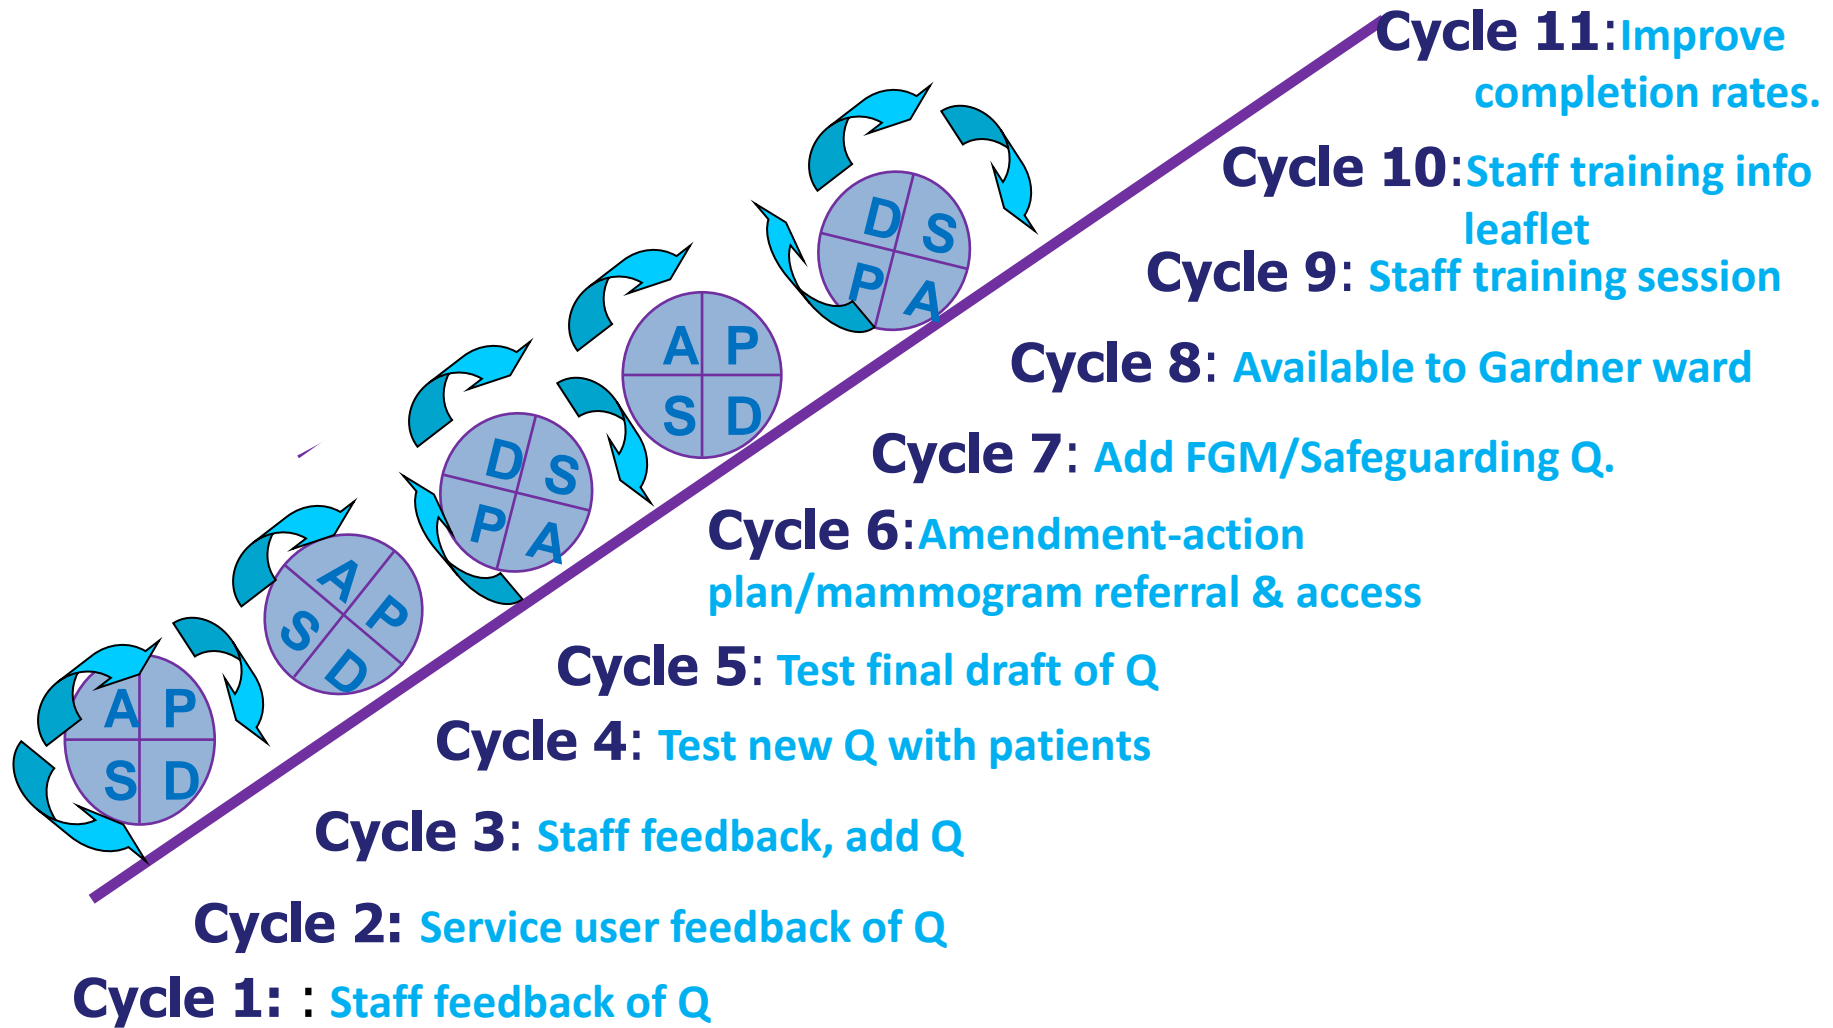 Cycle 11:Improve
completion rates.
Cycle 10:Staff training info
leaflet
Cycle 9: Staff training session
Cycle 8: Available to Gardner ward
Cycle 7: Add FGM/Safeguarding Q.
Cycle 6:Amendment-action
plan/mammogram referral & access
Cycle 5: Test final draft of Q
Cycle 4: Test new Q with patients
Cycle 3: Staff feedback, add Q
Cycle 2: Service user feedback of Q
Cycle 1: : Staff feedback of Q
D S
P A
A P
S D
D S
P A
A P
S D
A P
S D